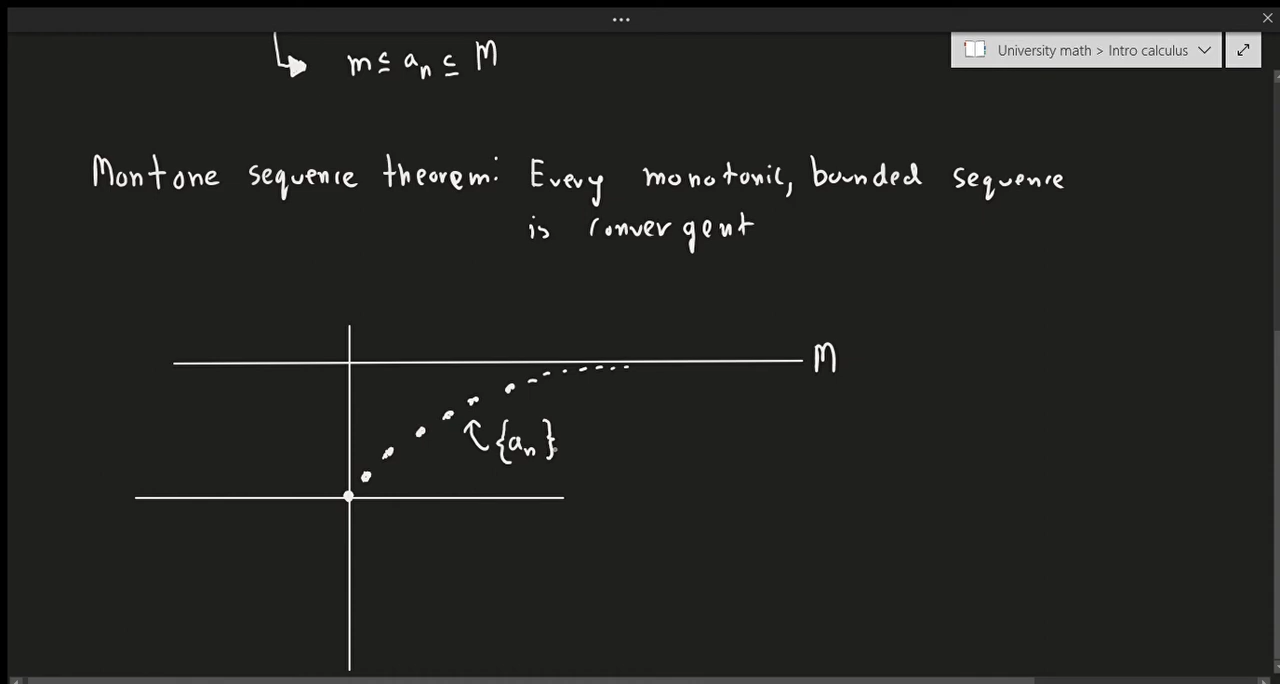 ...
University math > Intro calculus
m ≤ aₙ ≤ M
Montone sequence theorem: Every monotonic, bounded sequence
is convergent
M
{aₙ}